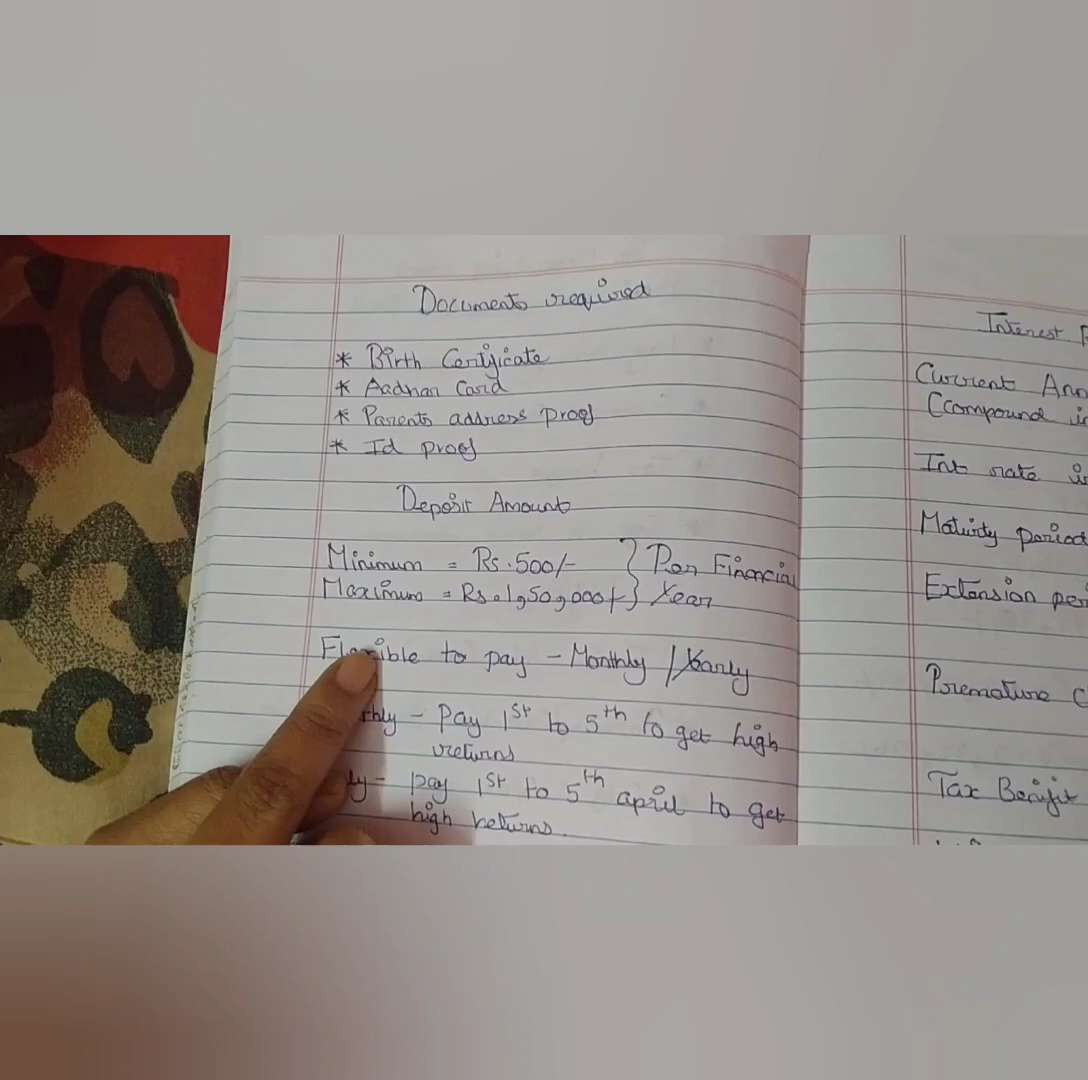 Documents required
* Birth Certificate
* Aadhar Card
* Parents address proof
* Id proof
Deposit Amount
Minimum = Rs.500/- } Per Financial
Maximum = Rs.1,50,000/- } Year
to pay - Monthly / Yearly
- Pay 1st to 5th to get high
returns
- pay 1st to 5th april to get
high returns.
Interest
Current
(Compound
Int rate is
Maturity period
Extension
Premature
Tax Benifit